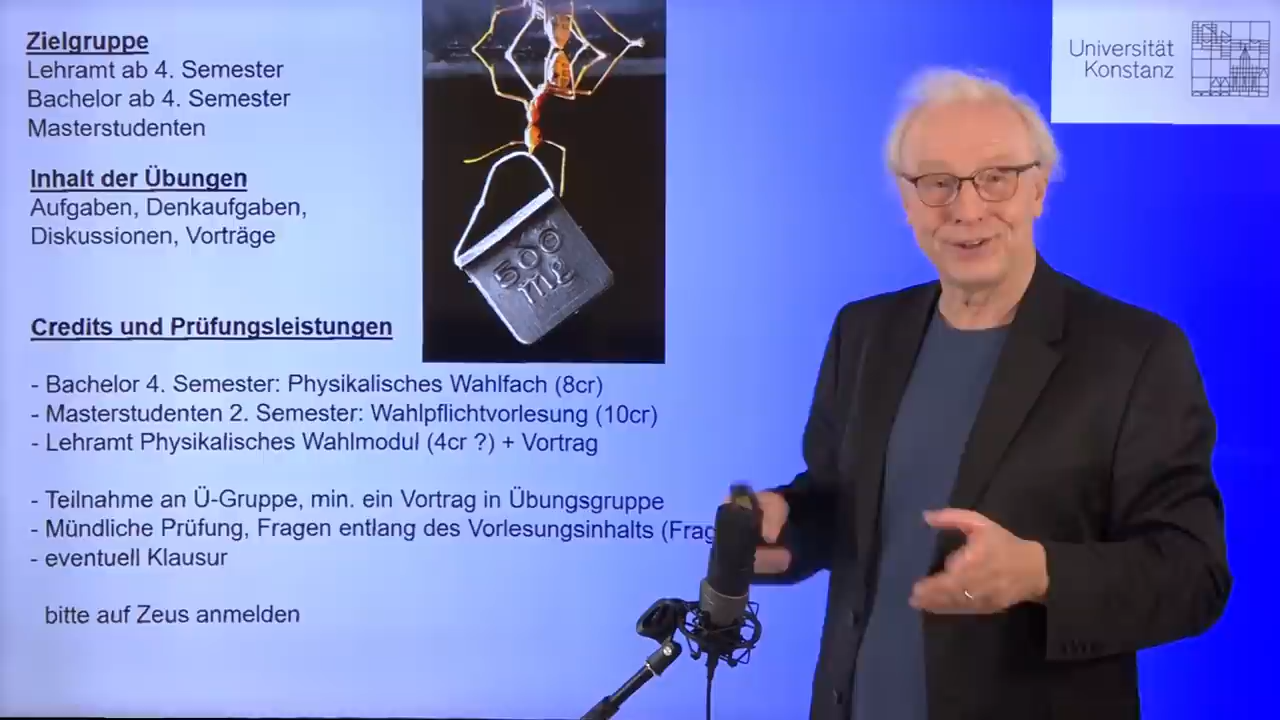 Zielgruppe
Lehramt ab 4. Semester
Bachelor ab 4. Semester
Masterstudenten
Inhalt der Übungen
Aufgaben, Denkaufgaben,
Diskussionen, Vorträge
500
Credits und Prüfungsleistungen
- Bachelor 4. Semester: Physikalisches Wahlfach (8cr)
- Masterstudenten 2. Semester: Wahlpflichtvorlesung (10cr)
- Lehramt Physikalisches Wahlmodul (4cr ?) + Vortrag
- Teilnahme an Ü-Gruppe, min. ein Vortrag in Übungsgruppe
- Mündliche Prüfung, Fragen entlang des Vorlesungsinhalts (Frag
- eventuell Klausur
bitte auf Zeus anmelden
Universität
Konstanz